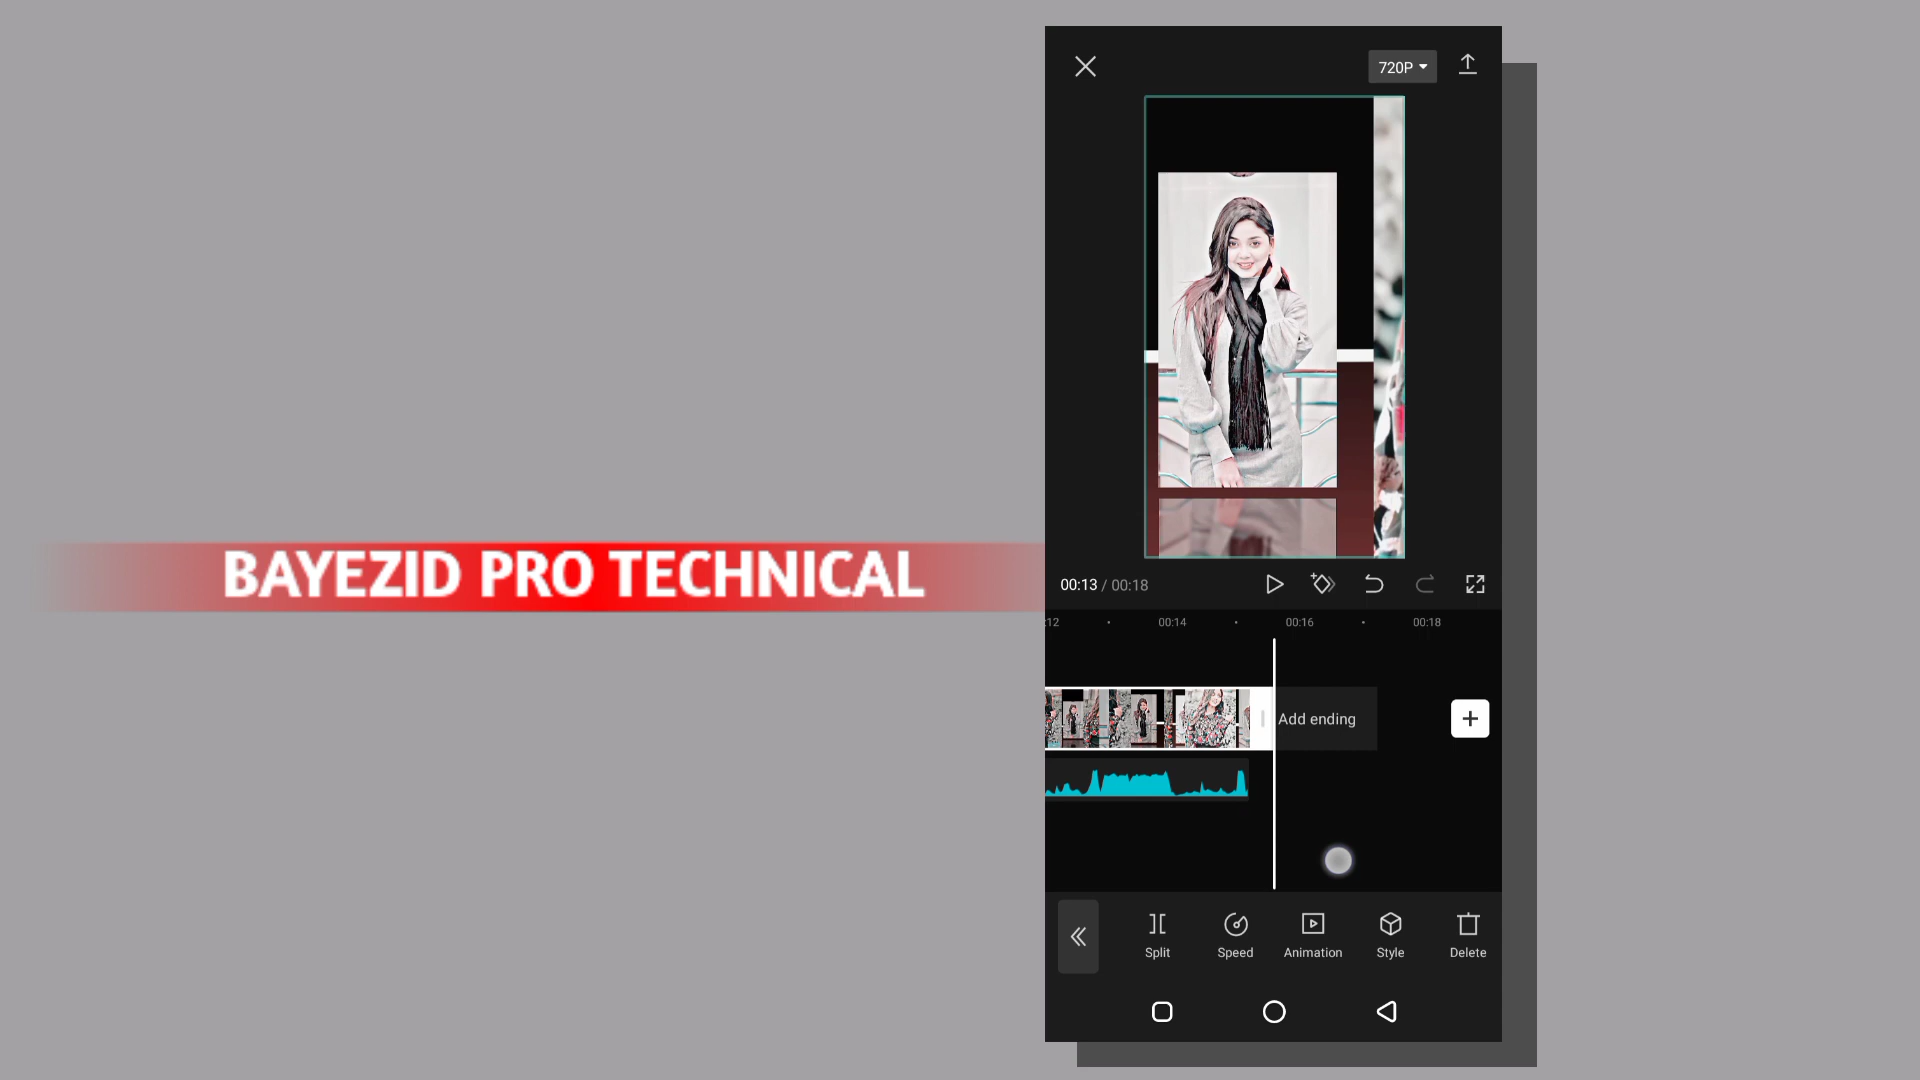 720P
BAYEZID PRO TECHNICAL
00:13 / 00:18
:12
00:14
00:16
00:18
Add ending
Split
Speed
Animation
Style
Delete